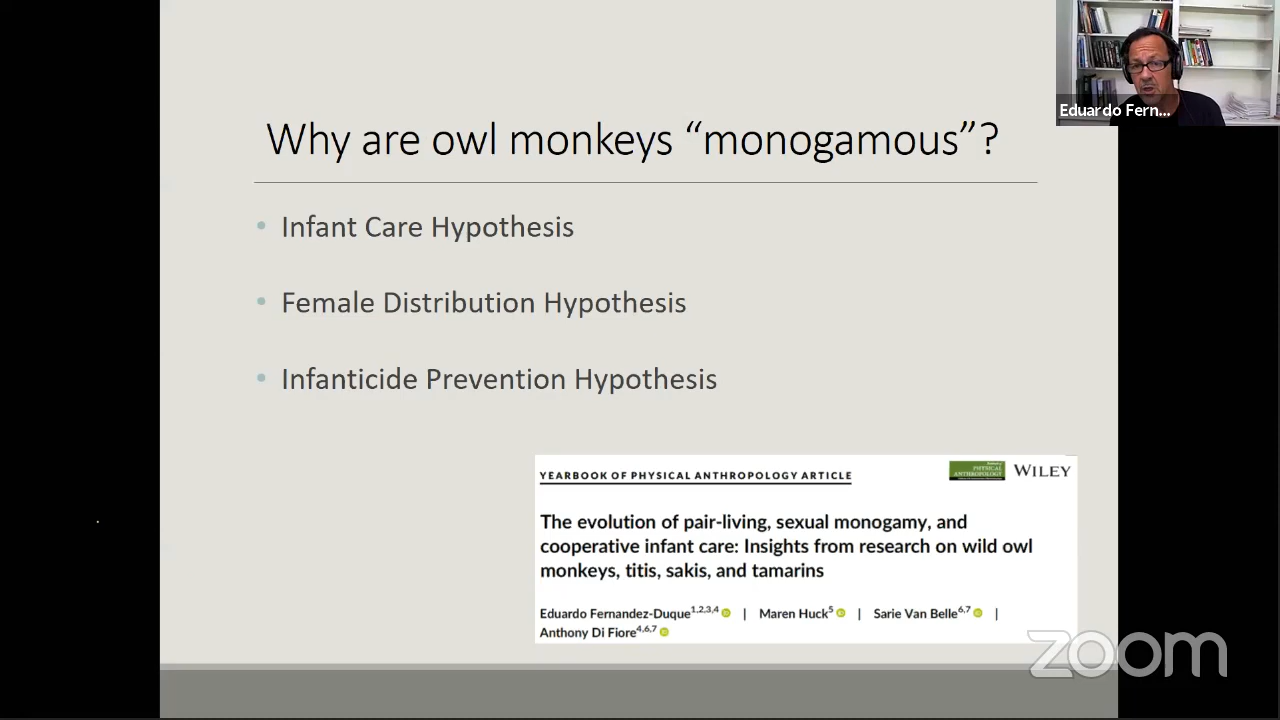 Why are owl monkeys “monogamous”?
• Infant Care Hypothesis
• Female Distribution Hypothesis
• Infanticide Prevention Hypothesis
YEARBOOK OF PHYSICAL ANTHROPOLOGY ARTICLE
PHYSICAL
ANTHROPOLOGY
WILEY
The evolution of pair-living, sexual monogamy, and
cooperative infant care: Insights from research on wild owl
monkeys, titis, sakis, and tamarins
Eduardo Fernandez-Duque1,2,3,4 | Maren Huck5 | Sarie Van Belle6,7 |
Anthony Di Fiore4,6,7
Eduardo Fern...
zoom